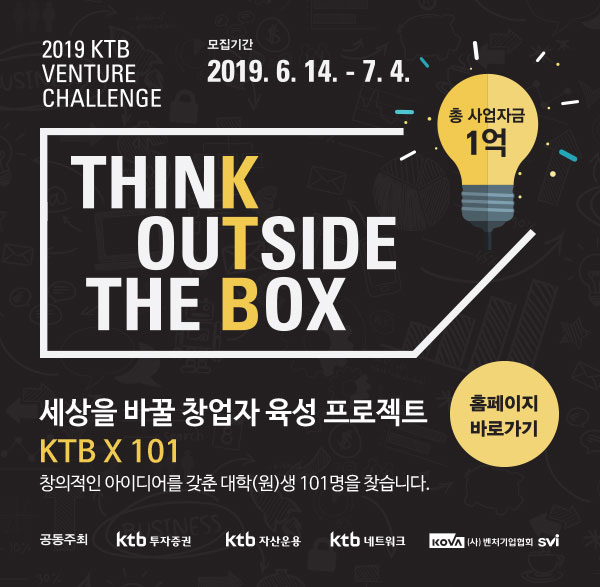 2019 KTB
VENTURE
CHALLENGE
모집기간
2019. 6. 14. - 7. 4.
총 사업자금
1억
THINK
OUTSIDE
THE BOX
세상을 바꿀 창업자 육성 프로젝트
KTB X 101
창의적인 아이디어를 갖춘 대학(원)생 101명을 찾습니다.
홈페이지
바로가기
공동주최 ktb 투자증권 ktb 자산운용 ktb 네트워크 KOVA (사)벤처기업협회 SVI